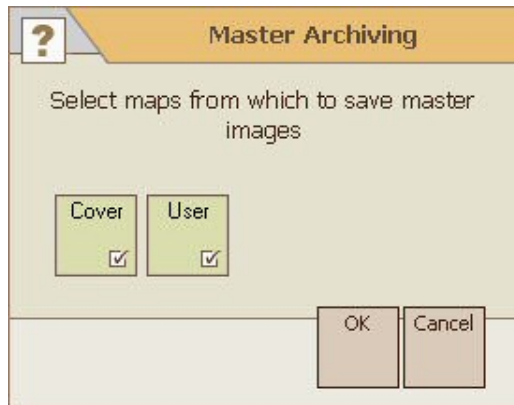 ?
Master Archiving
Select maps from which to save master
images
Cover
User
OK
Cancel